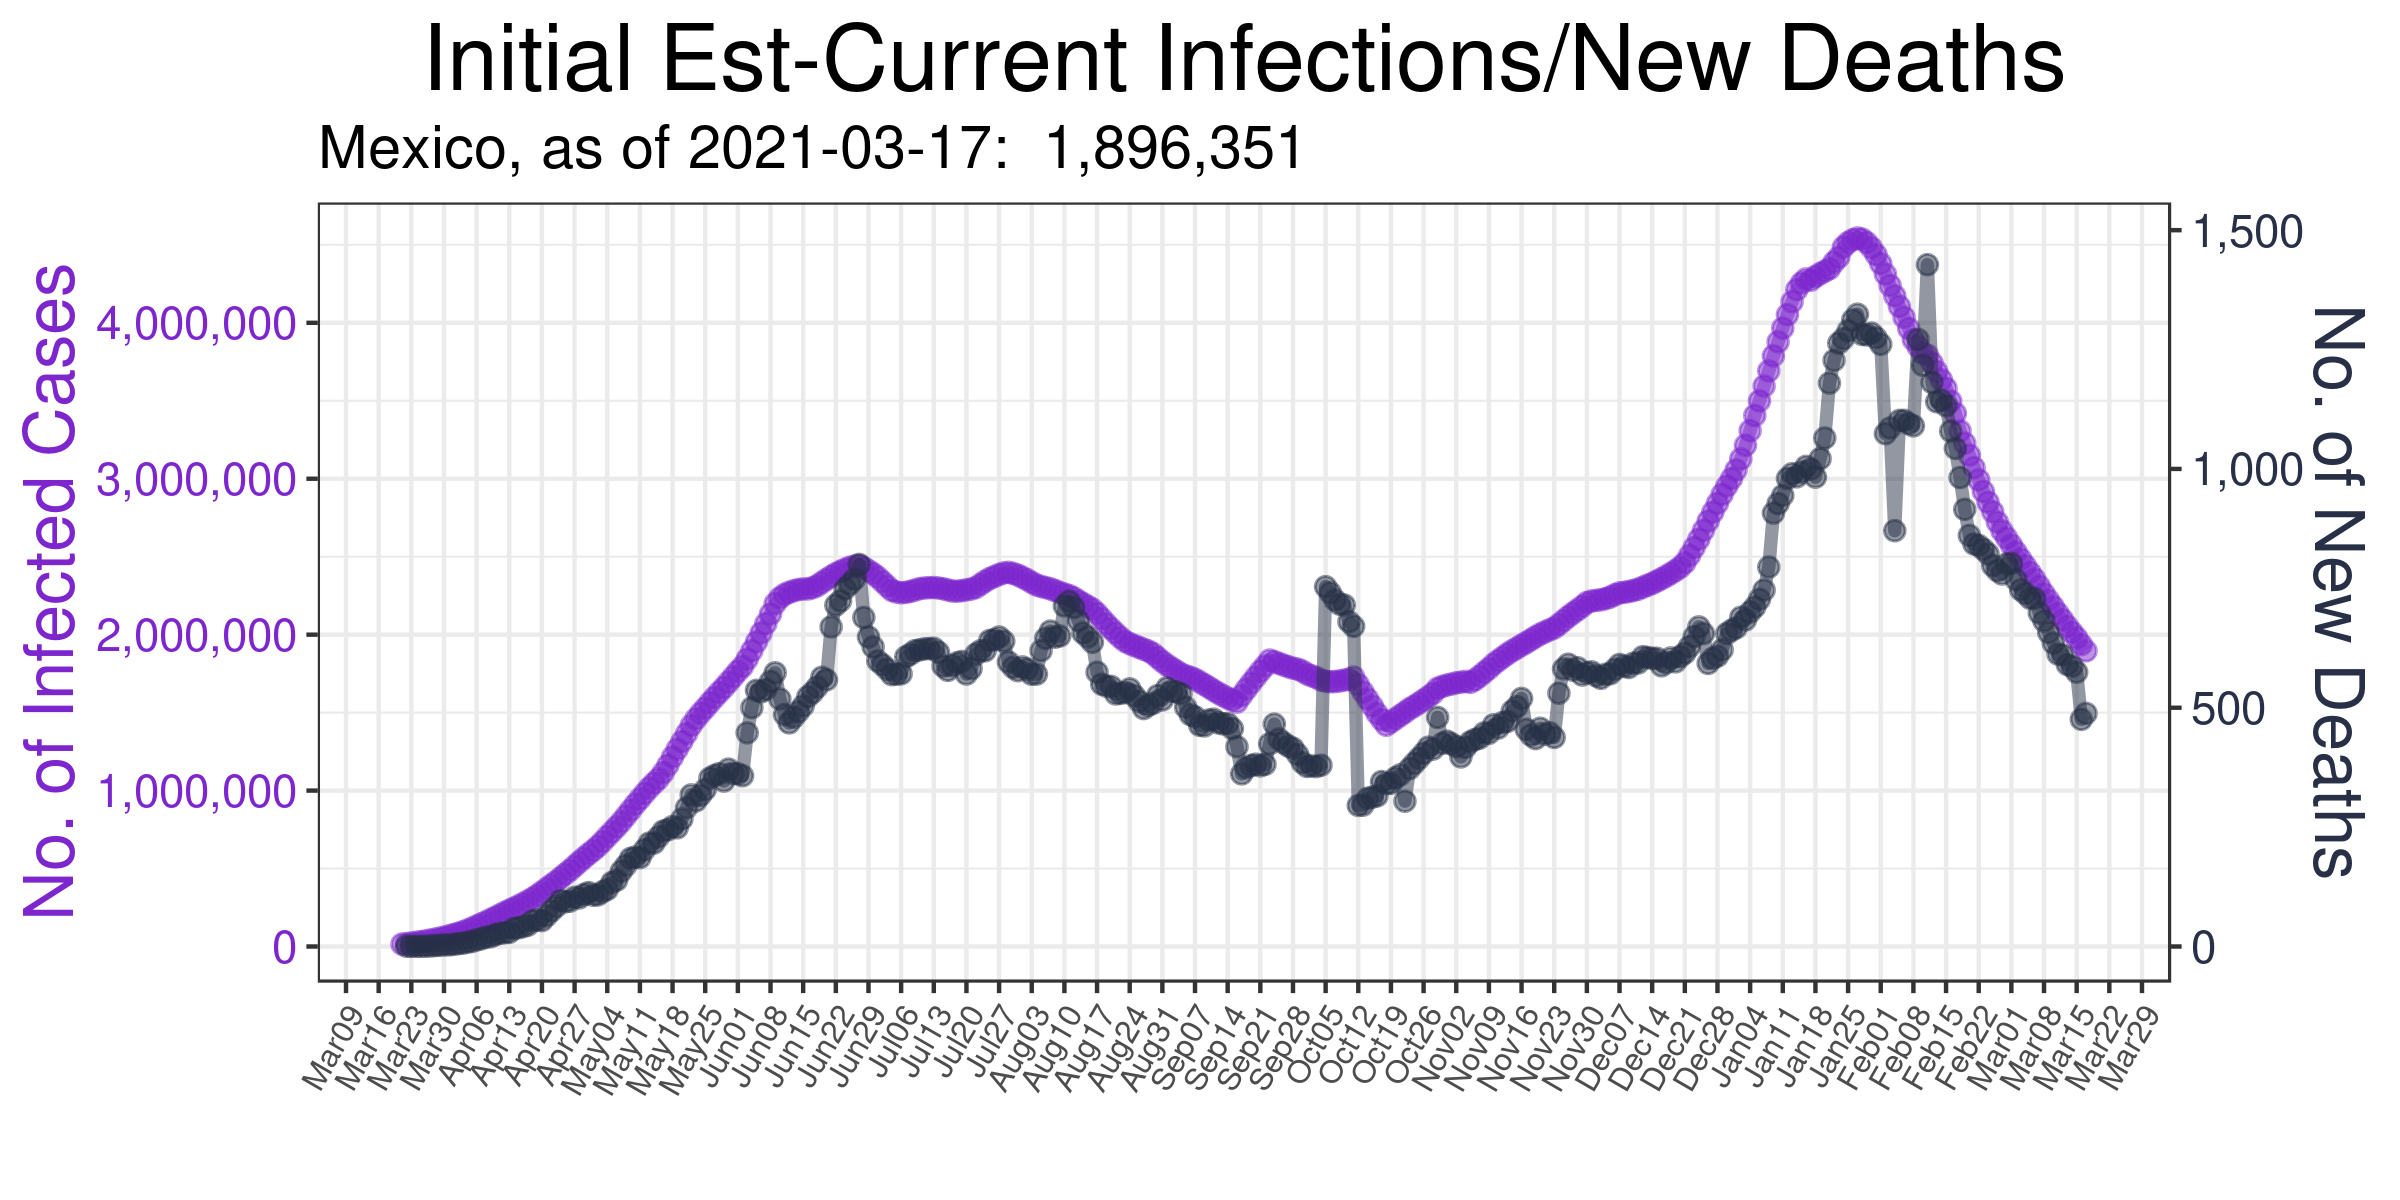 Initial Est-Current Infections/New Deaths
Mexico, as of 2021-03-17:  1,896,351
No. of Infected Cases
4,000,000
3,000,000
2,000,000
1,000,000
0
1,500
1,000
500
0
No. of New Deaths
Mar09
Mar16
Mar23
Mar30
Apr06
Apr13
Apr20
Apr27
May04
May11
May18
May25
Jun01
Jun08
Jun15
Jun22
Jun29
Jul06
Jul13
Jul20
Jul27
Aug03
Aug10
Aug17
Aug24
Aug31
Sep07
Sep14
Sep21
Sep28
Oct05
Oct12
Oct19
Oct26
Nov02
Nov09
Nov16
Nov23
Nov30
Dec07
Dec14
Dec21
Dec28
Jan04
Jan11
Jan18
Jan25
Feb01
Feb08
Feb15
Feb22
Mar01
Mar08
Mar15
Mar22
Mar29